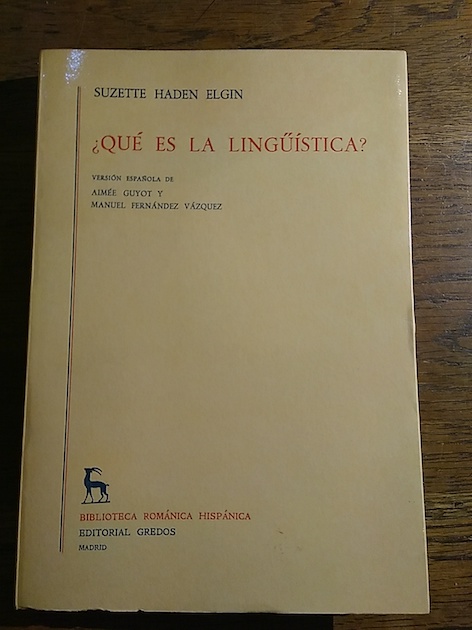 SUZETTE HADEN ELGIN
¿QUÉ ES LA LINGŰÍSTICA?
VERSIÓN ESPAÑOLA DE
AIMÉE GUYOT Y
MANUEL FERNÁNDEZ VÁZQUEZ
BIBLIOTECA ROMÁNICA HISPÁNICA
EDITORIAL GREDOS
MADRID